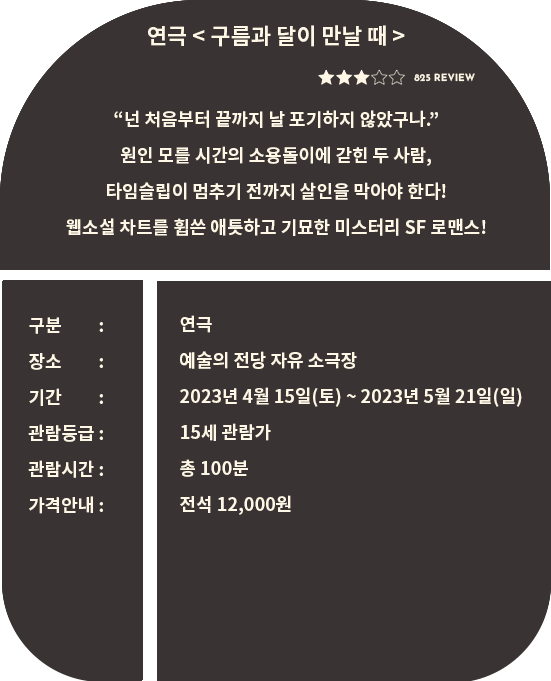 연극 < 구름과 달이 만날 때 >
★★★☆☆ 825 REVIEW
“넌 처음부터 끝까지 날 포기하지 않았구나.”
원인 모를 시간의 소용돌이에 갇힌 두 사람,
타임슬립이 멈추기 전까지 살인을 막아야 한다!
웹소설 차트를 휩쓴 애틋하고 기묘한 미스터리 SF 로맨스!
구분 : 연극
장소 : 예술의 전당 자유 소극장
기간 : 2023년 4월 15일(토) ~ 2023년 5월 21일(일)
관람등급 : 15세 관람가
관람시간 : 총 100분
가격안내 : 전석 12,000원